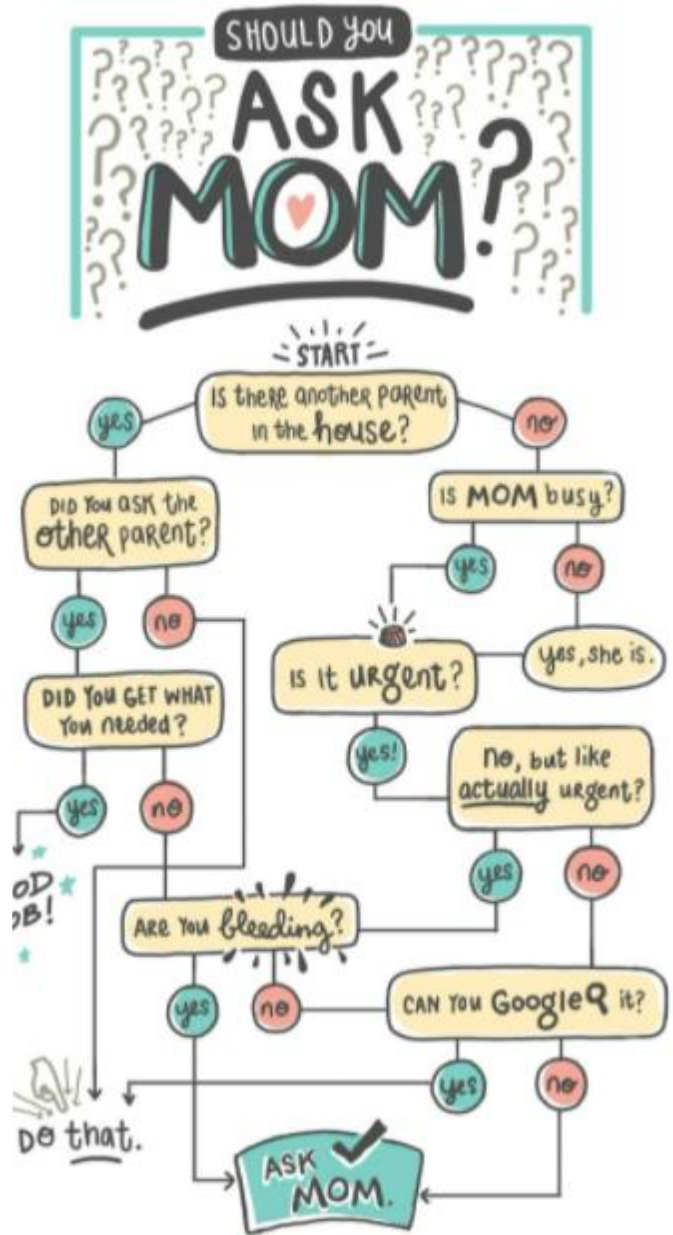 SHOULD YOU
ASK
MOM?
START
Is there another parent
in the house?
yes
no
DID YOU ASK the
other parent?
IS MOM busy?
yes
no
yes
no
yes, she is.
Is it urgent?
DID YOU GET WHAT
YOU needed?
yes!
no, but like
actually urgent?
yes
no
yes
no
OD
OB!
ARE YOU bleeding?
yes
no
CAN YOU Google it?
yes
no
DO that.
ASK
MOM.